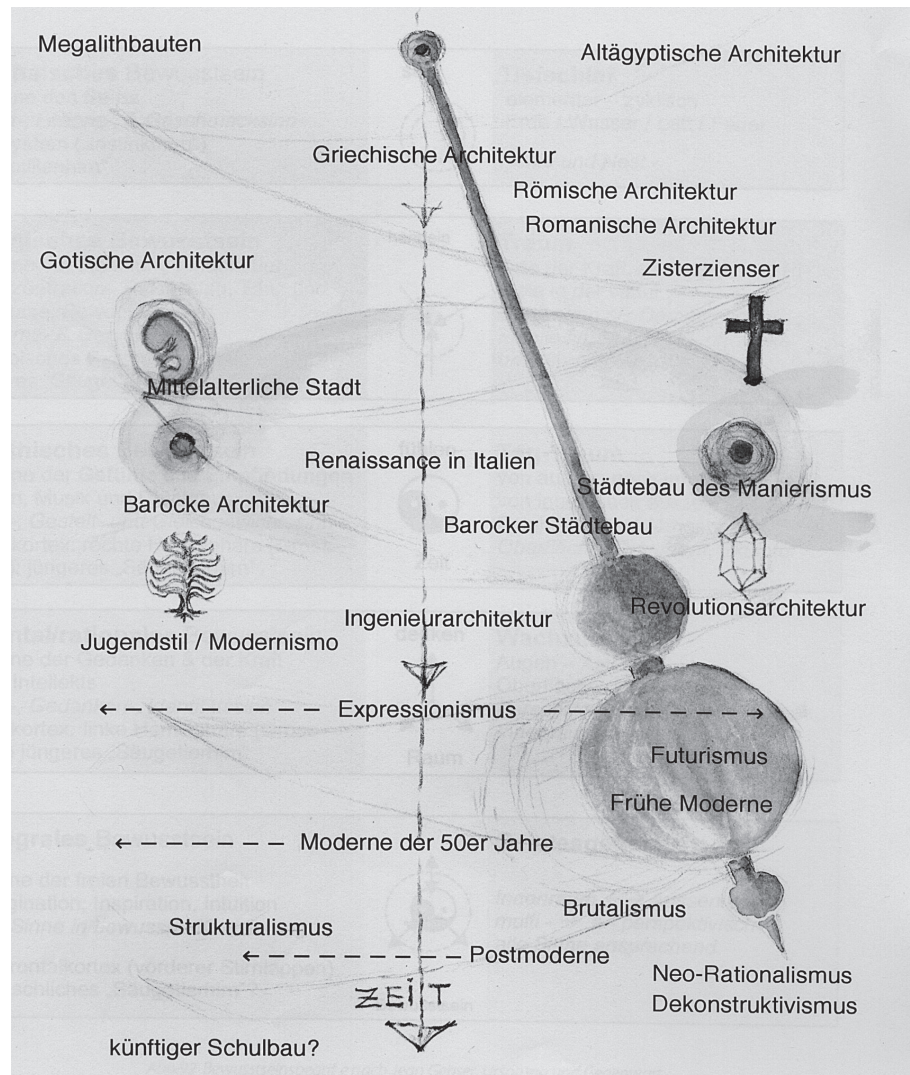 Megalithbauten
Altägyptische Architektur
Griechische Architektur
Römische Architektur
Romanische Architektur
Gotische Architektur
Zisterzienser
Mittelalterliche Stadt
Renaissance in Italien
Städtebau des Manierismus
Barocke Architektur
Barocker Städtebau
Revolutionsarchitektur
Ingenieurarchitektur
Jugendstil / Modernismo
Expressionismus
Futurismus
Frühe Moderne
Moderne der 50er Jahre
Brutalismus
Strukturalismus
Postmoderne
Neo-Rationalismus
Dekonstruktivismus
ZEIT
künftiger Schulbau?